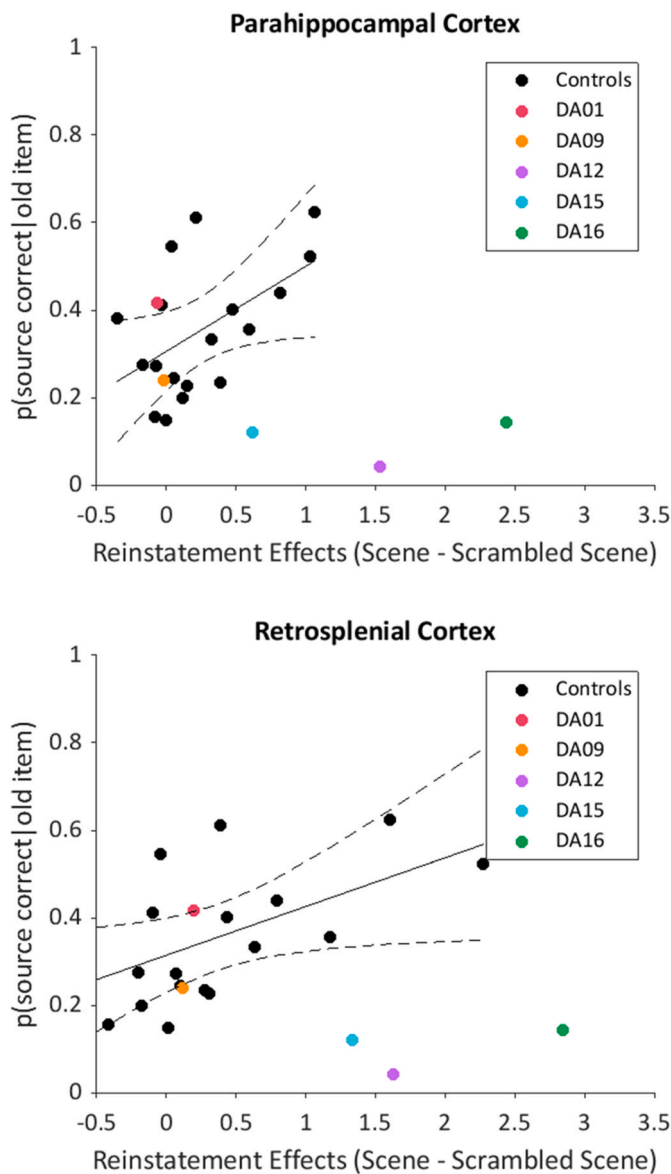 Parahippocampal Cortex
1
0.8
0.6
0.4
0.2
0
p(source correct|old item)
Controls
DA01
DA09
DA12
DA15
DA16
-0.5 0 0.5 1 1.5 2 2.5 3 3.5
Reinstatement Effects (Scene - Scrambled Scene)
Retrosplenial Cortex
1
0.8
0.6
0.4
0.2
0
p(source correct|old item)
Controls
DA01
DA09
DA12
DA15
DA16
-0.5 0 0.5 1 1.5 2 2.5 3 3.5
Reinstatement Effects (Scene - Scrambled Scene)